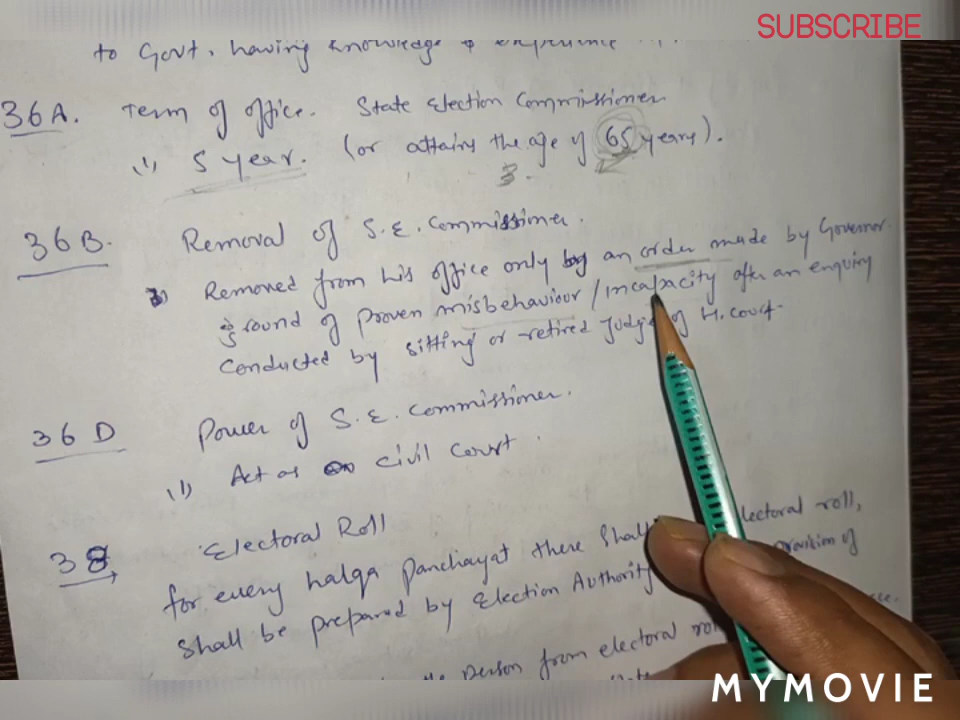 SUBSCRIBE
to Govt. having knowledge & experience
36A. Term of office. State Election Commissioner
(1) 5 year. (or attains the age of 65 years).
3.
36B. Removal of S.E. Commissioner.
Removed from his office only by an order made by Governor.
ground of proven misbehaviour / incapacity after an enquiry
conducted by sitting or retired Judge of H. court.
36 D Power of S.E. Commissioner.
(1) Act as civil court.
38 Electoral Roll
for every halqa panchayat there shall lectoral roll,
shall be prepared by Election Authority of
person from electoral
MYMOVIE